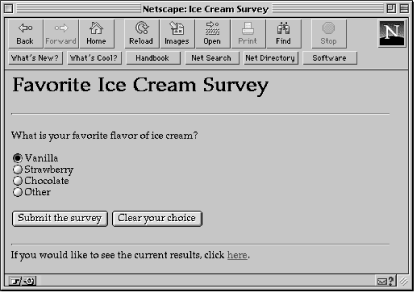 Netscape: Ice Cream Survey
Back Forward Home Reload Images Open Print Find Stop
N
What's New? What's Cool? Handbook Net Search Net Directory Software
Favorite Ice Cream Survey
What is your favorite flavor of ice cream?
Vanilla
Strawberry
Chocolate
Other
Submit the survey Clear your choice
If you would like to see the current results, click here.
?